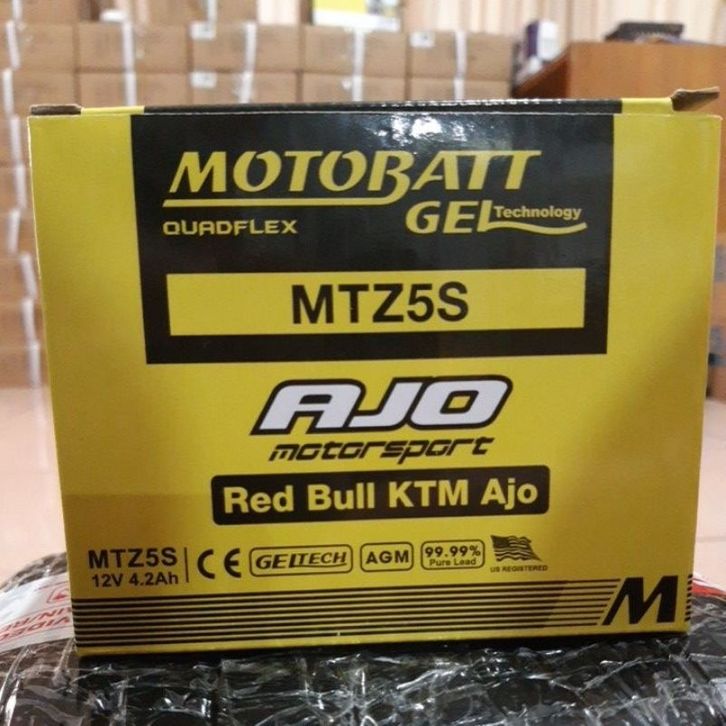 MOTOBATT
QUADFLEX GEL Technology
MTZ5S
AJO
motorsport
Red Bull KTM Ajo
MTZ5S
12V 4.2Ah
CE GELTECH AGM 99.99%
Pure Lead
US REGISTERED
M
VIDEO